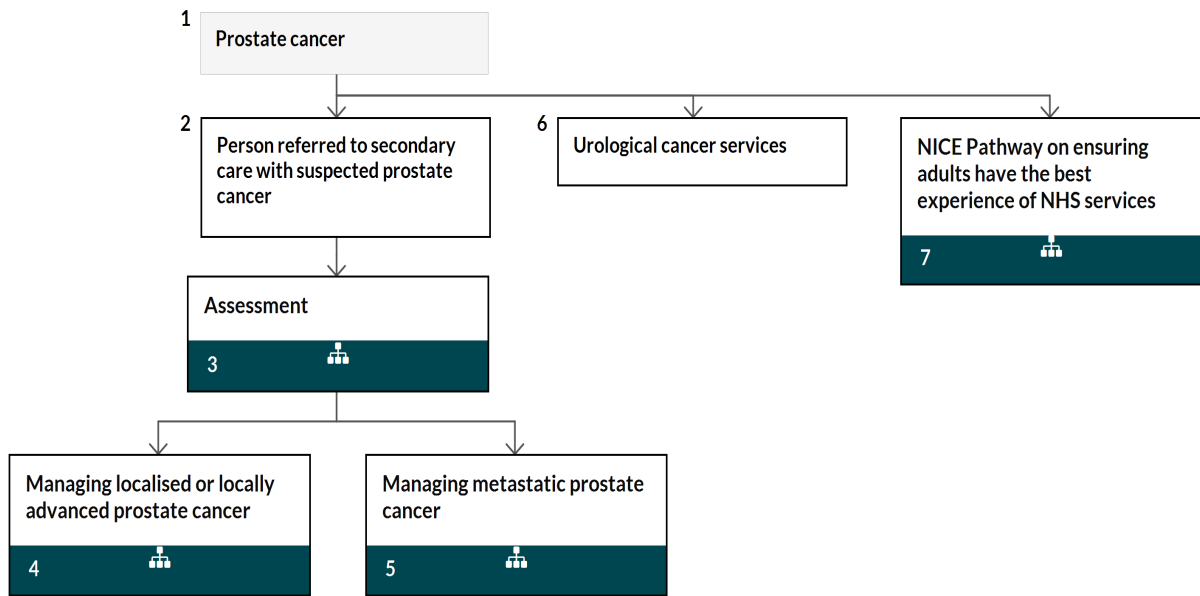 1
Prostate cancer
2
Person referred to secondary
care with suspected prostate
cancer
6
Urological cancer services
NICE Pathway on ensuring
adults have the best
experience of NHS services
7
Assessment
3
Managing localised or locally
advanced prostate cancer
4
Managing metastatic prostate
cancer
5